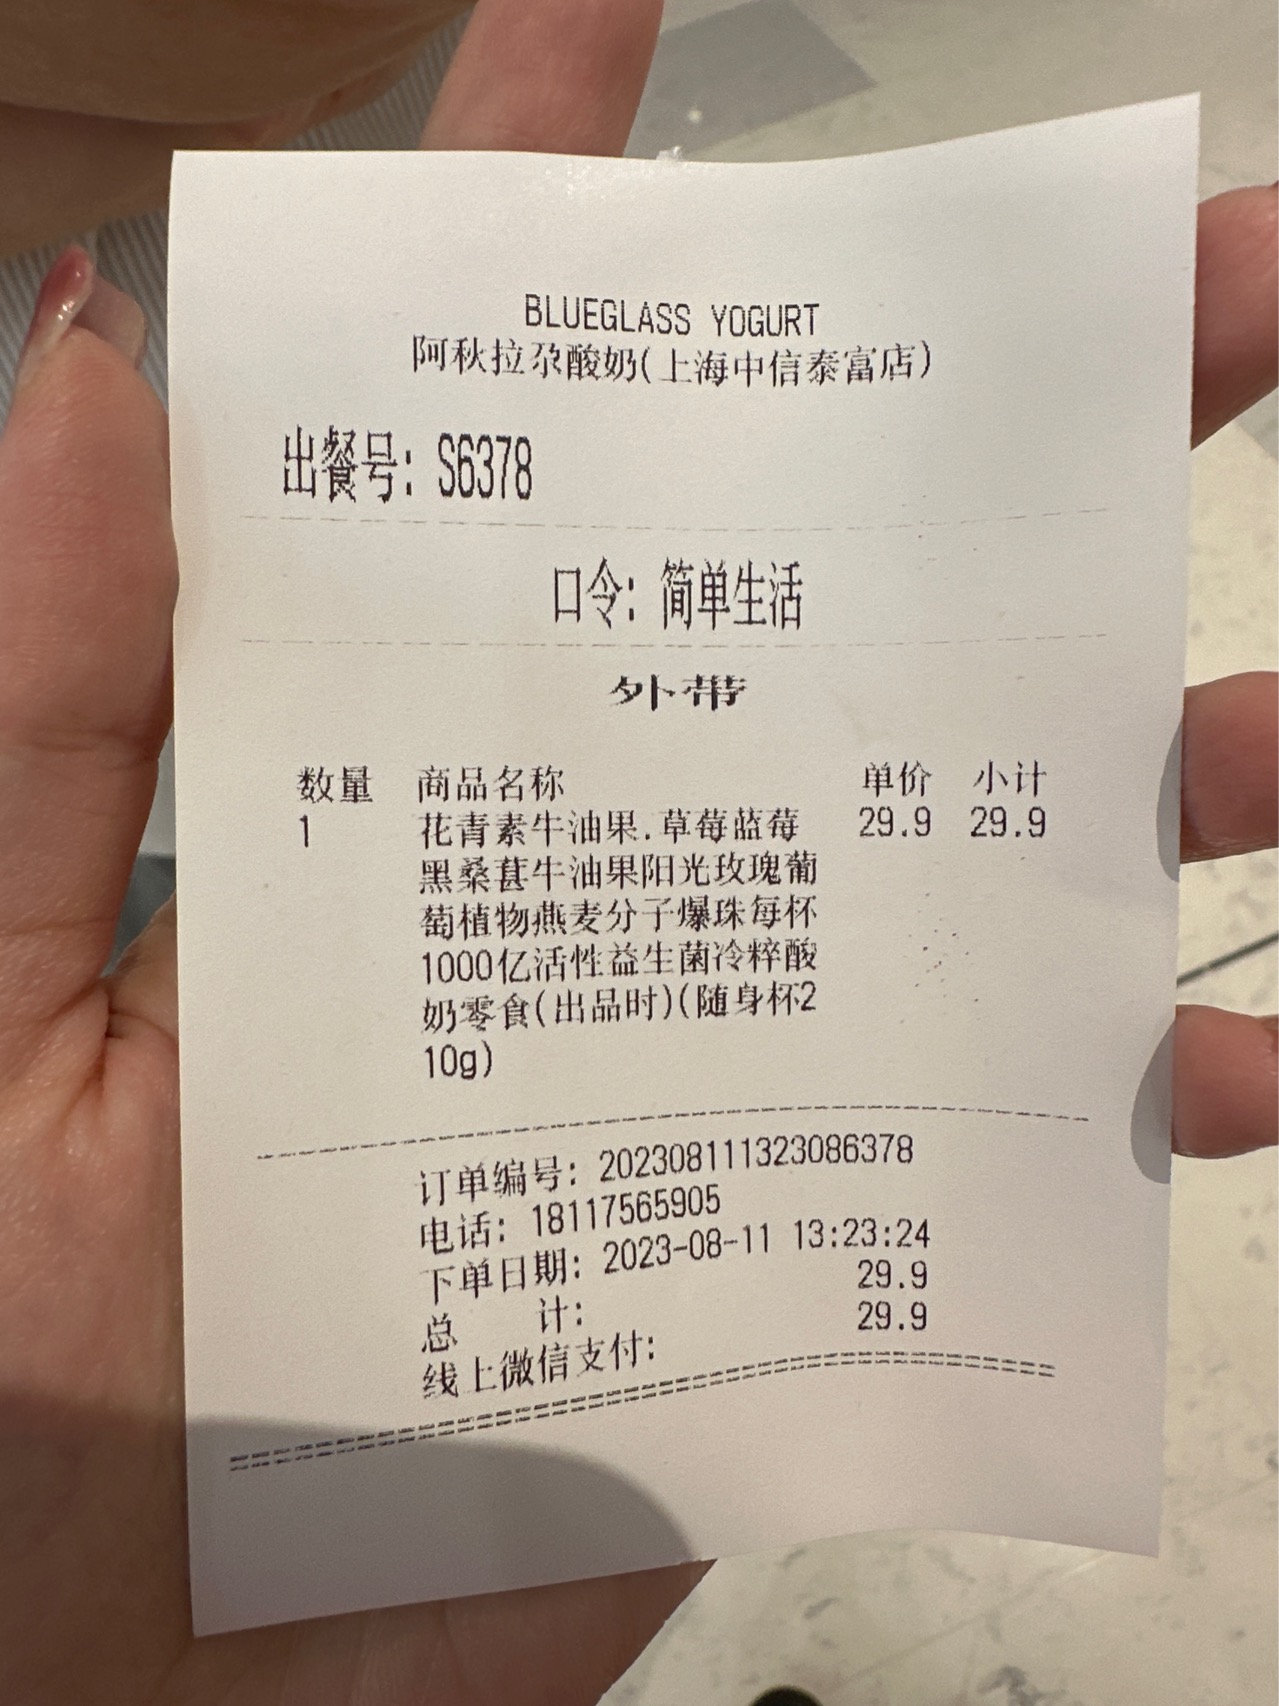 BLUEGLASS YOGURT
阿秋拉尕酸奶(上海中信泰富店)
出餐号: S6378
口令: 简单生活
外带
数量 商品名称 单价 小计
1 花青素牛油果.草莓蓝莓 29.9 29.9
黑桑葚牛油果阳光玫瑰葡
萄植物燕麦分子爆珠每杯
1000亿活性益生菌冷粹酸
奶零食(出品时)(随身杯2
10g)
订单编号: 202308111323086378
电话: 18117565905
下单日期: 2023-08-11 13:23:24
总 计: 29.9
线上微信支付: 29.9